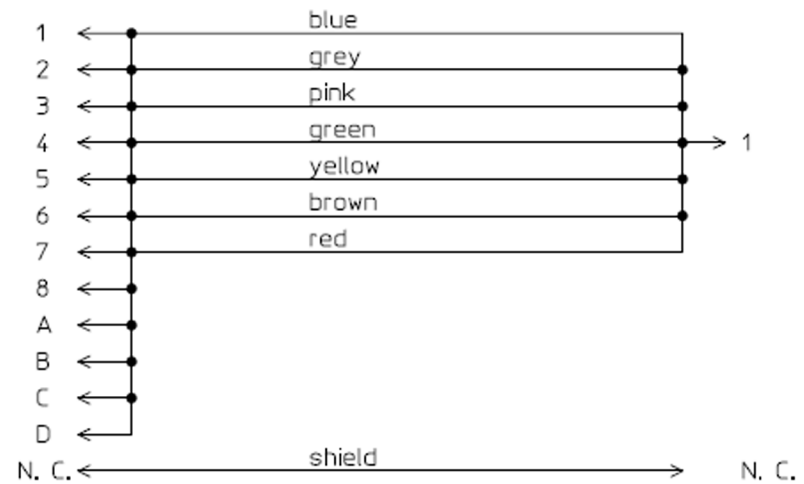 1 blue
2 grey
3 pink
4 green 1
5 yellow
6 brown
7 red
8
A
B
C
D
N. C. shield N. C.